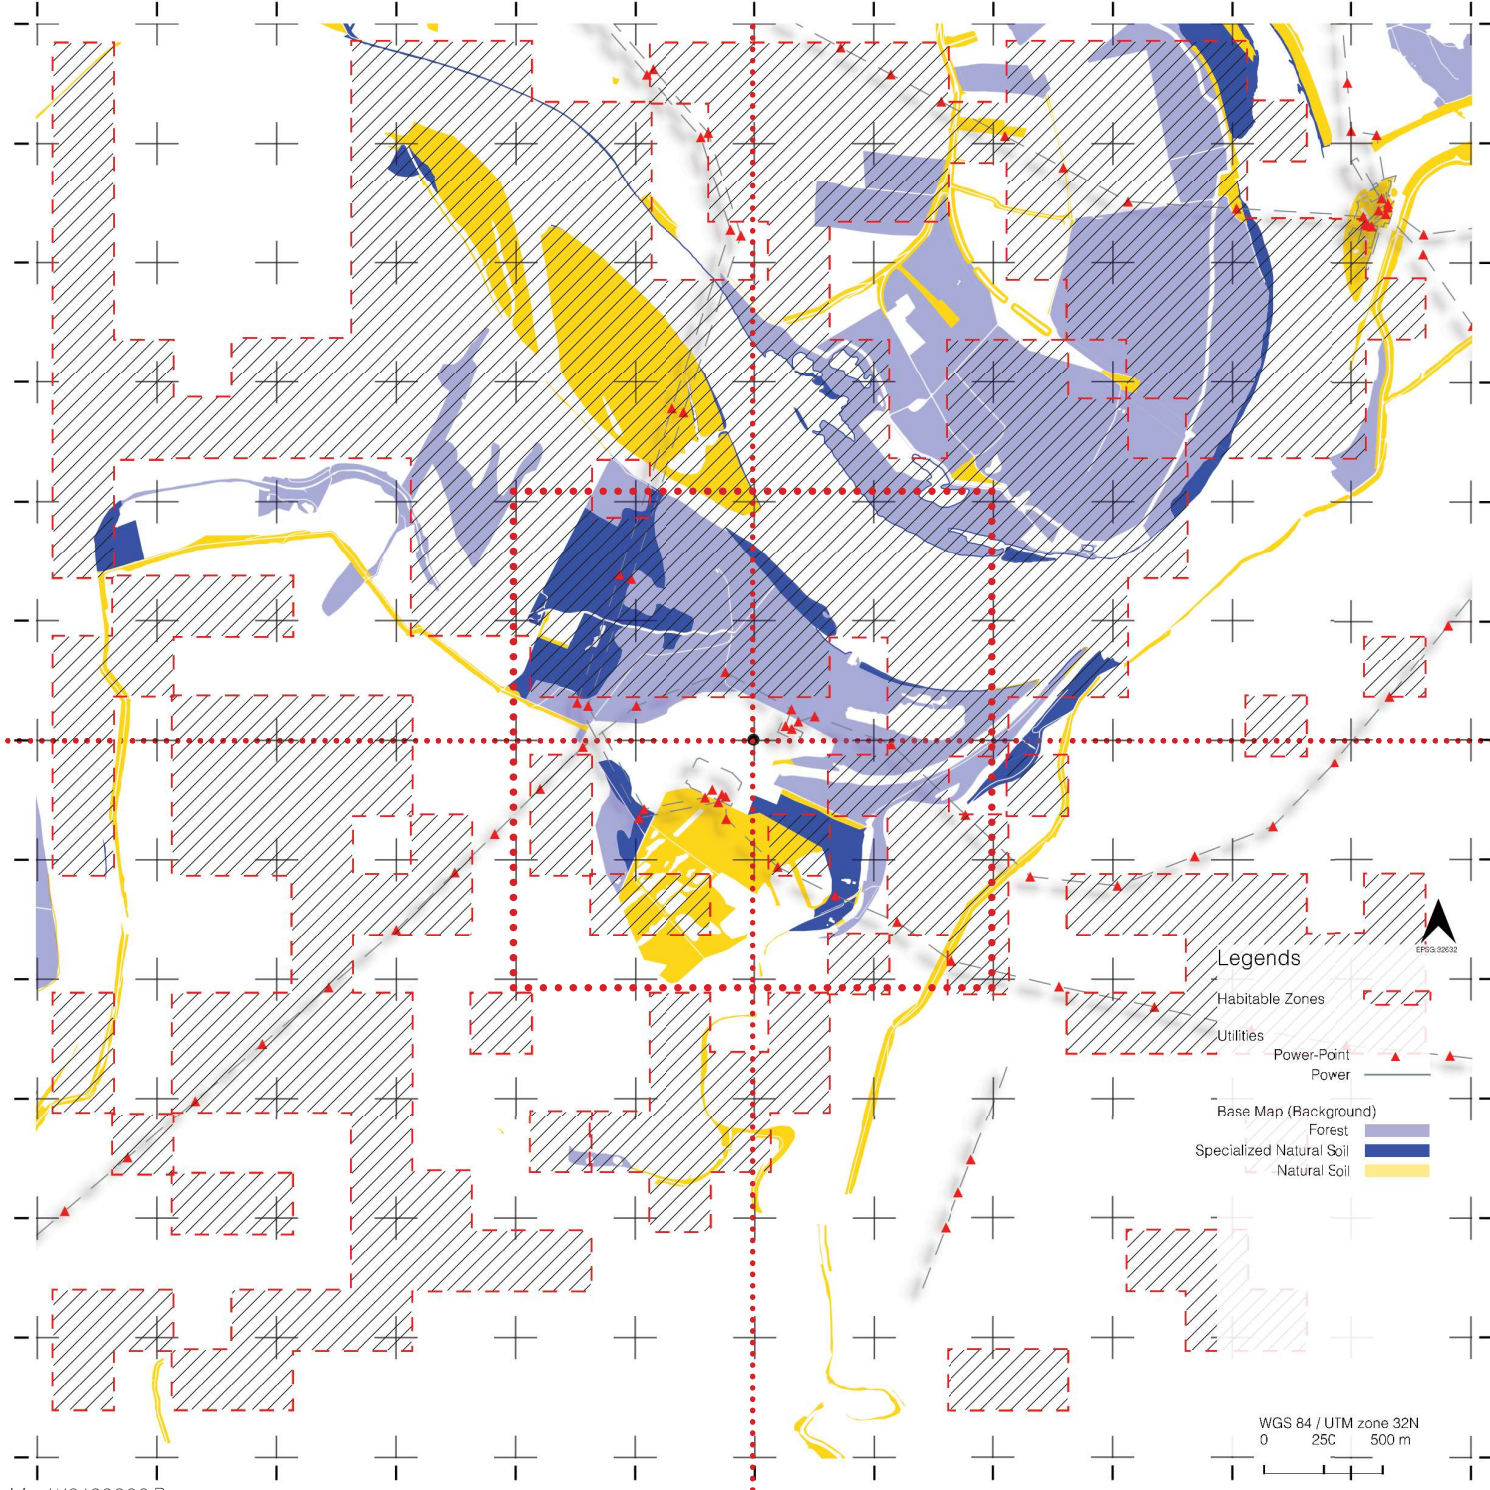 EPSG:32632
Legends
Habitable Zones
Utilities
Power-Point
Power
Base Map (Background)
Forest
Specialized Natural Soil
Natural Soil
WGS 84 / UTM zone 32N
0 250 500 m